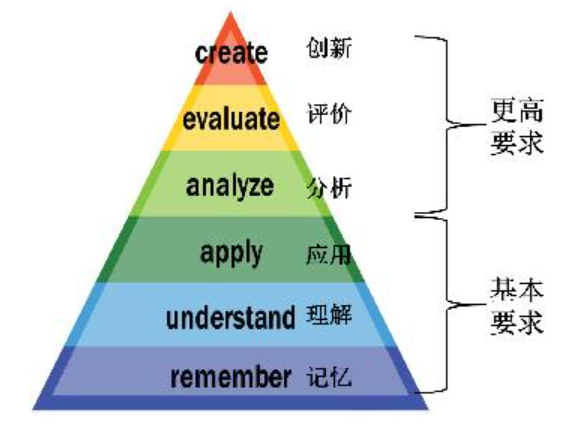 create 创新
evaluate 评价
analyze 分析
apply 应用
understand 理解
remember 记忆
更高
要求
基本
要求